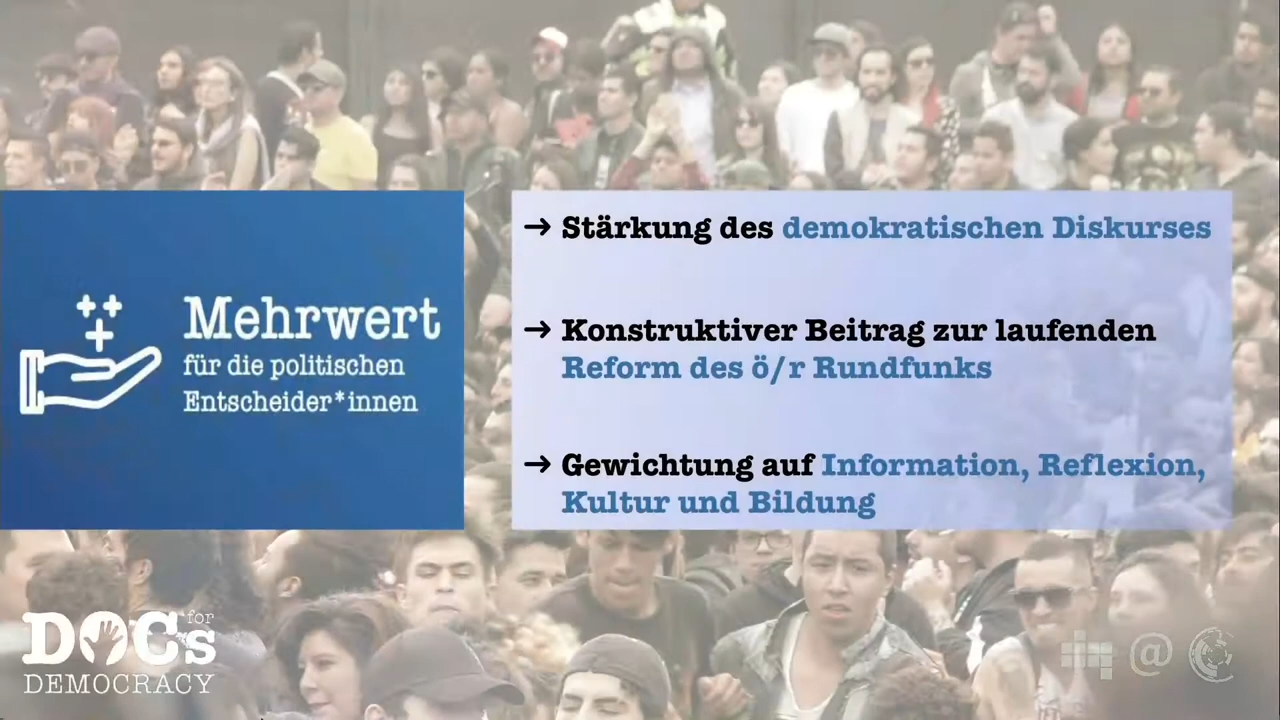 Mehrwert
für die politischen
Entscheider*innen
→ Stärkung des demokratischen Diskurses
→ Konstruktiver Beitrag zur laufenden
Reform des ö/r Rundfunks
→ Gewichtung auf Information, Reflexion,
Kultur und Bildung
DOCs for
DEMOCRACY
@